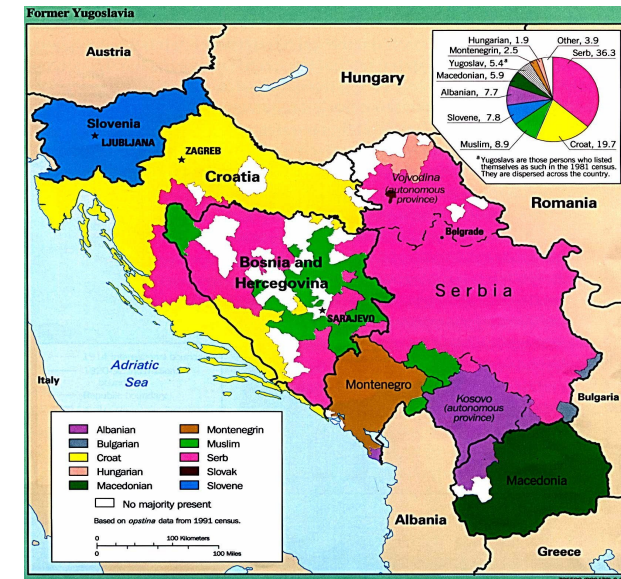 Former Yugoslavia
Austria
Hungary
Romania
Bulgaria
Greece
Albania
Italy
Adriatic
Sea
Slovenia
LJUBLJANA
ZAGREB
Croatia
Vojvodina
(autonomous
province)
Belgrade
Bosnia and
Hercegovina
SARAJEVO
Serbia
Montenegro
Kosovo
(autonomous
province)
Macedonia
Hungarian, 1.9
Other, 3.9
Montenegrin, 2.5
Serb, 36.3
Yugoslav, 5.4ᵃ
Macedonian, 5.9
Albanian, 7.7
Slovene, 7.8
Muslim, 8.9
Croat, 19.7
ᵃYugoslavs are those persons who listed
themselves as such in the 1981 census.
They are dispersed across the country.
Albanian
Bulgarian
Croat
Hungarian
Macedonian
Montenegrin
Muslim
Serb
Slovak
Slovene
No majority present
Based on opstina data from 1991 census.
0 100 Kilometers
0 100 Miles